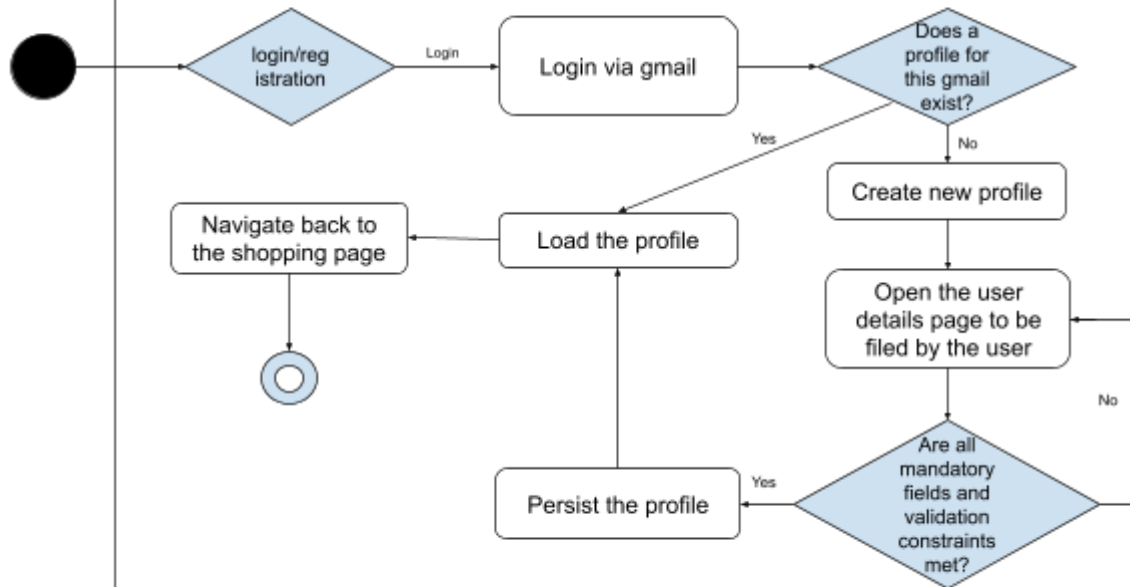 login/reg
istration
Login
Login via gmail
Does a
profile for
this gmail
exist?
Yes
No
Create new profile
Navigate back to
the shopping page
Load the profile
Open the user
details page to be
filed by the user
No
Are all
mandatory
fields and
validation
constraints
met?
Yes
Persist the profile